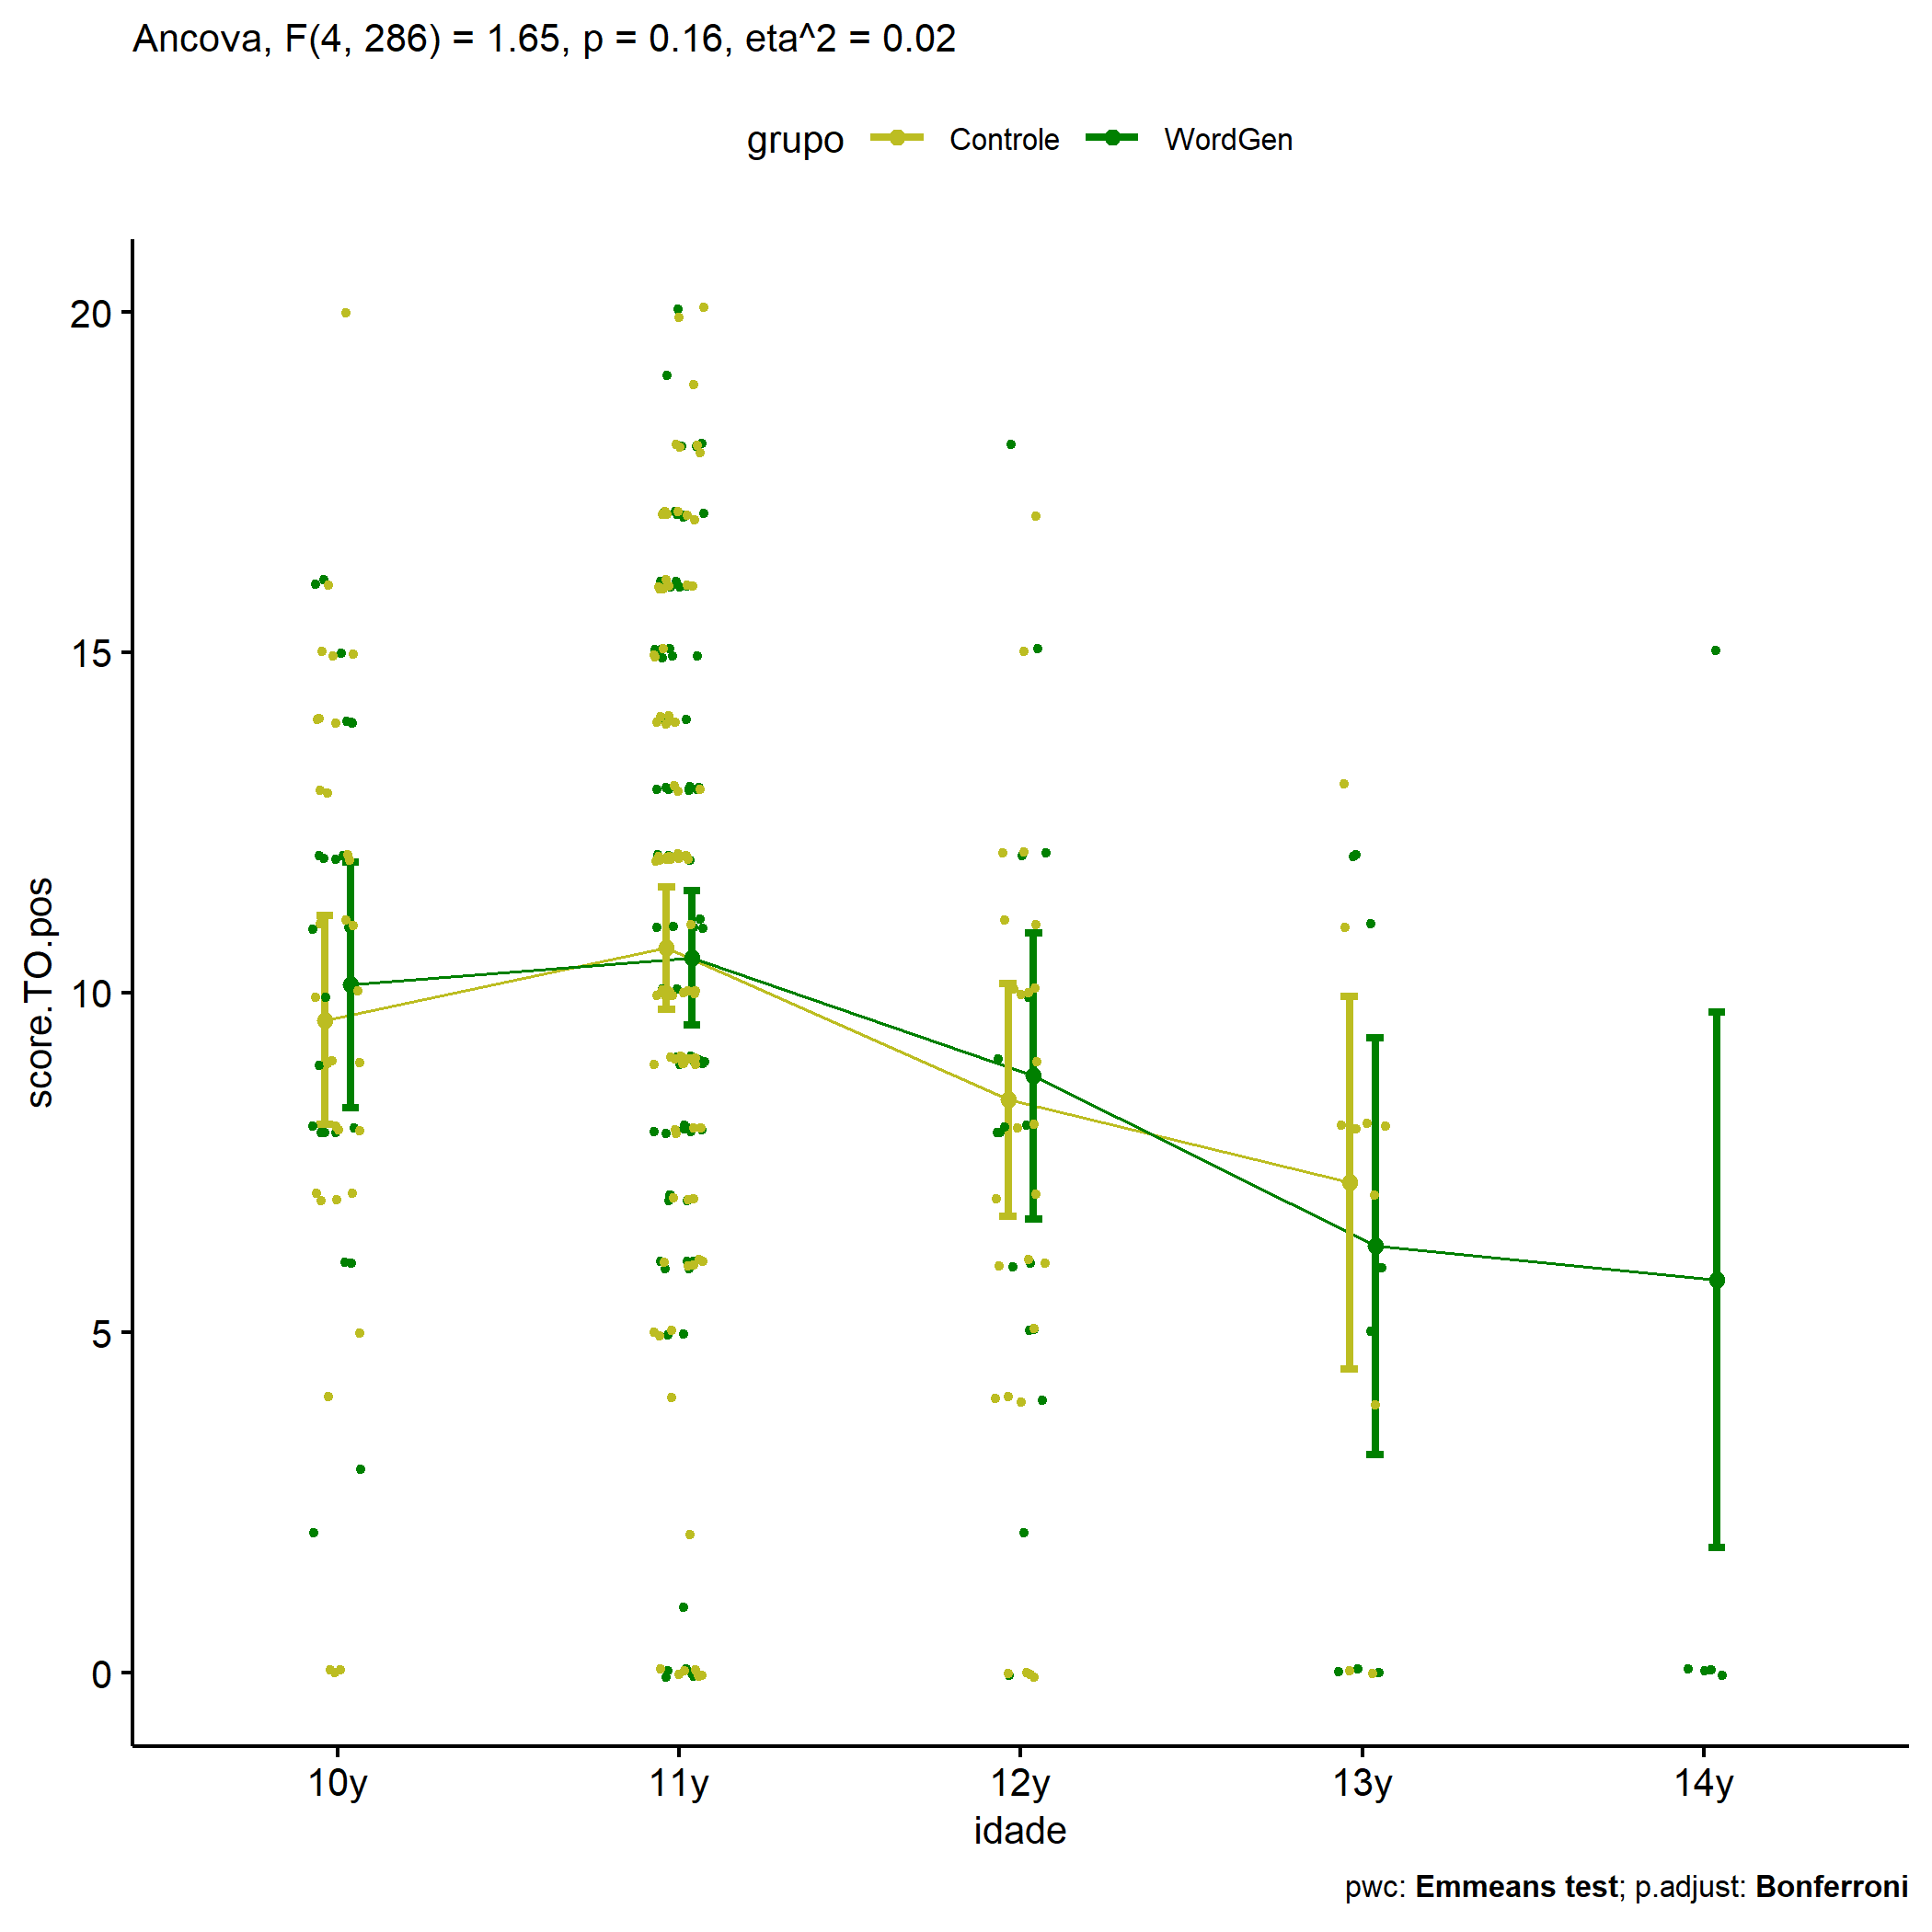 Ancova, F(4, 286) = 1.65, p = 0.16, eta^2 = 0.02
grupo Controle WordGen
score.TO.pos
20
15
10
5
0
10y 11y 12y 13y 14y
idade
pwc: Emmeans test; p.adjust: Bonferroni